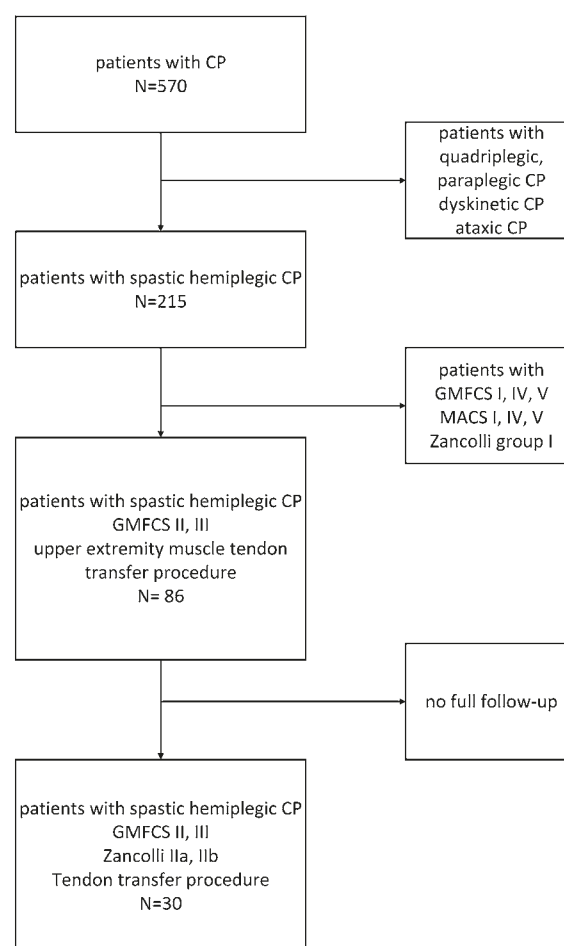 patients with CP
N=570
patients with
quadriplegic,
paraplegic CP
dyskinetic CP
ataxic CP
patients with spastic hemiplegic CP
N=215
patients with
GMFCS I, IV, V
MACS I, IV, V
Zancolli group I
patients with spastic hemiplegic CP
GMFCS II, III
upper extremity muscle tendon
transfer procedure
N= 86
no full follow-up
patients with spastic hemiplegic CP
GMFCS II, III
Zancolli IIa, IIb
Tendon transfer procedure
N=30